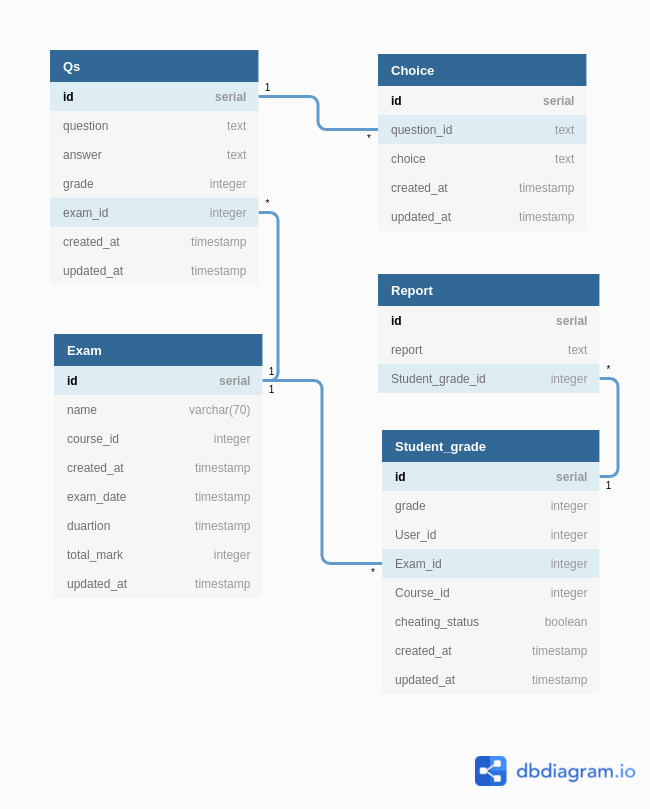 Qs
id serial
question text
answer text
grade integer
exam_id integer
created_at timestamp
updated_at timestamp
1
*
Choice
id serial
question_id text
choice text
created_at timestamp
updated_at timestamp
*
1
1
Exam
id serial
name varchar(70)
course_id integer
created_at timestamp
exam_date timestamp
duartion timestamp
total_mark integer
updated_at timestamp
Report
id serial
report text
Student_grade_id integer
*
1
*
Student_grade
id serial
grade integer
User_id integer
Exam_id integer
Course_id integer
cheating_status boolean
created_at timestamp
updated_at timestamp
dbdiagram.io